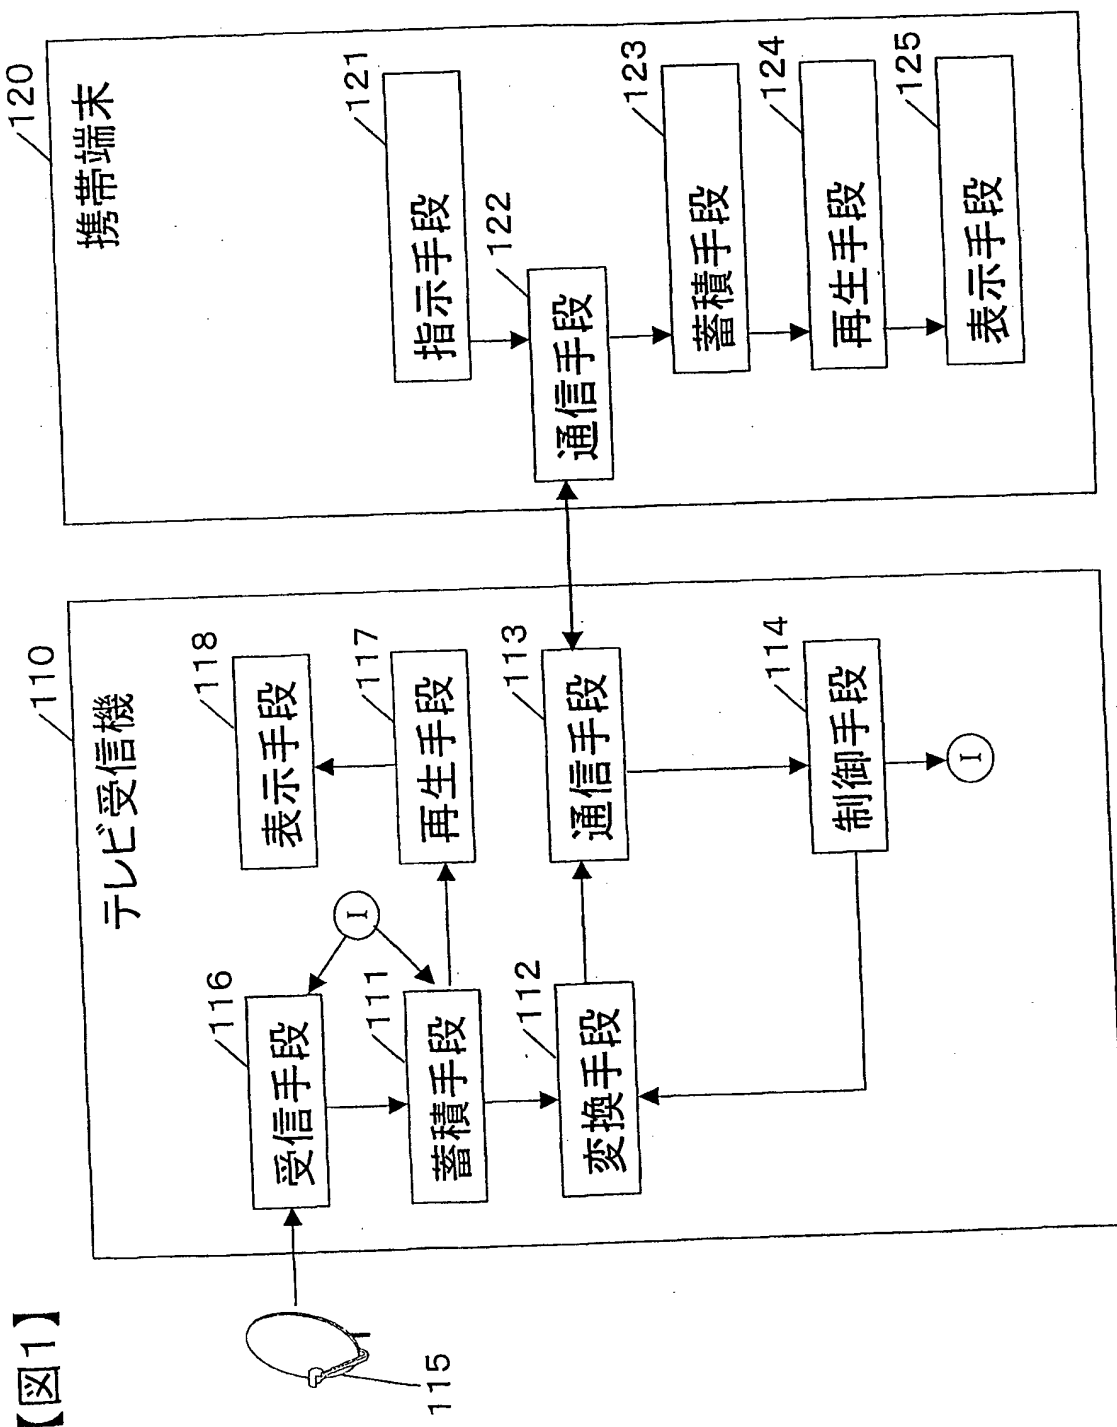 【図1】
110
テレビ受信機
116
受信手段
118
表示手段
I
111
蓄積手段
117
再生手段
112
変換手段
113
通信手段
114
制御手段
I
115
120
携帯端末
121
指示手段
122
通信手段
123
蓄積手段
124
再生手段
125
表示手段